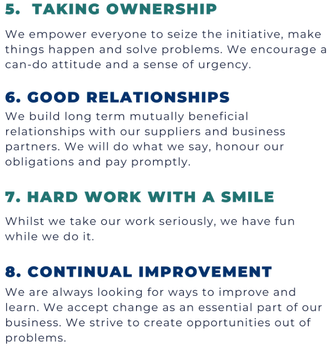 5. TAKING OWNERSHIP
We empower everyone to seize the initiative, make
things happen and solve problems. We encourage a
can-do attitude and a sense of urgency.
6. GOOD RELATIONSHIPS
We build long term mutually beneficial
relationships with our suppliers and business
partners. We will do what we say, honour our
obligations and pay promptly.
7. HARD WORK WITH A SMILE
Whilst we take our work seriously, we have fun
while we do it.
8. CONTINUAL IMPROVEMENT
We are always looking for ways to improve and
learn. We accept change as an essential part of our
business. We strive to create opportunities out of
problems.